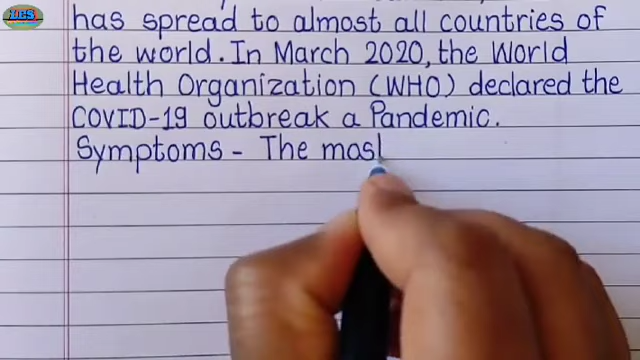 has spread to almost all countries of
the world. In March 2020, the World
Health Organization (WHO) declared the
COVID-19 outbreak a Pandemic.
Symptoms - The mos